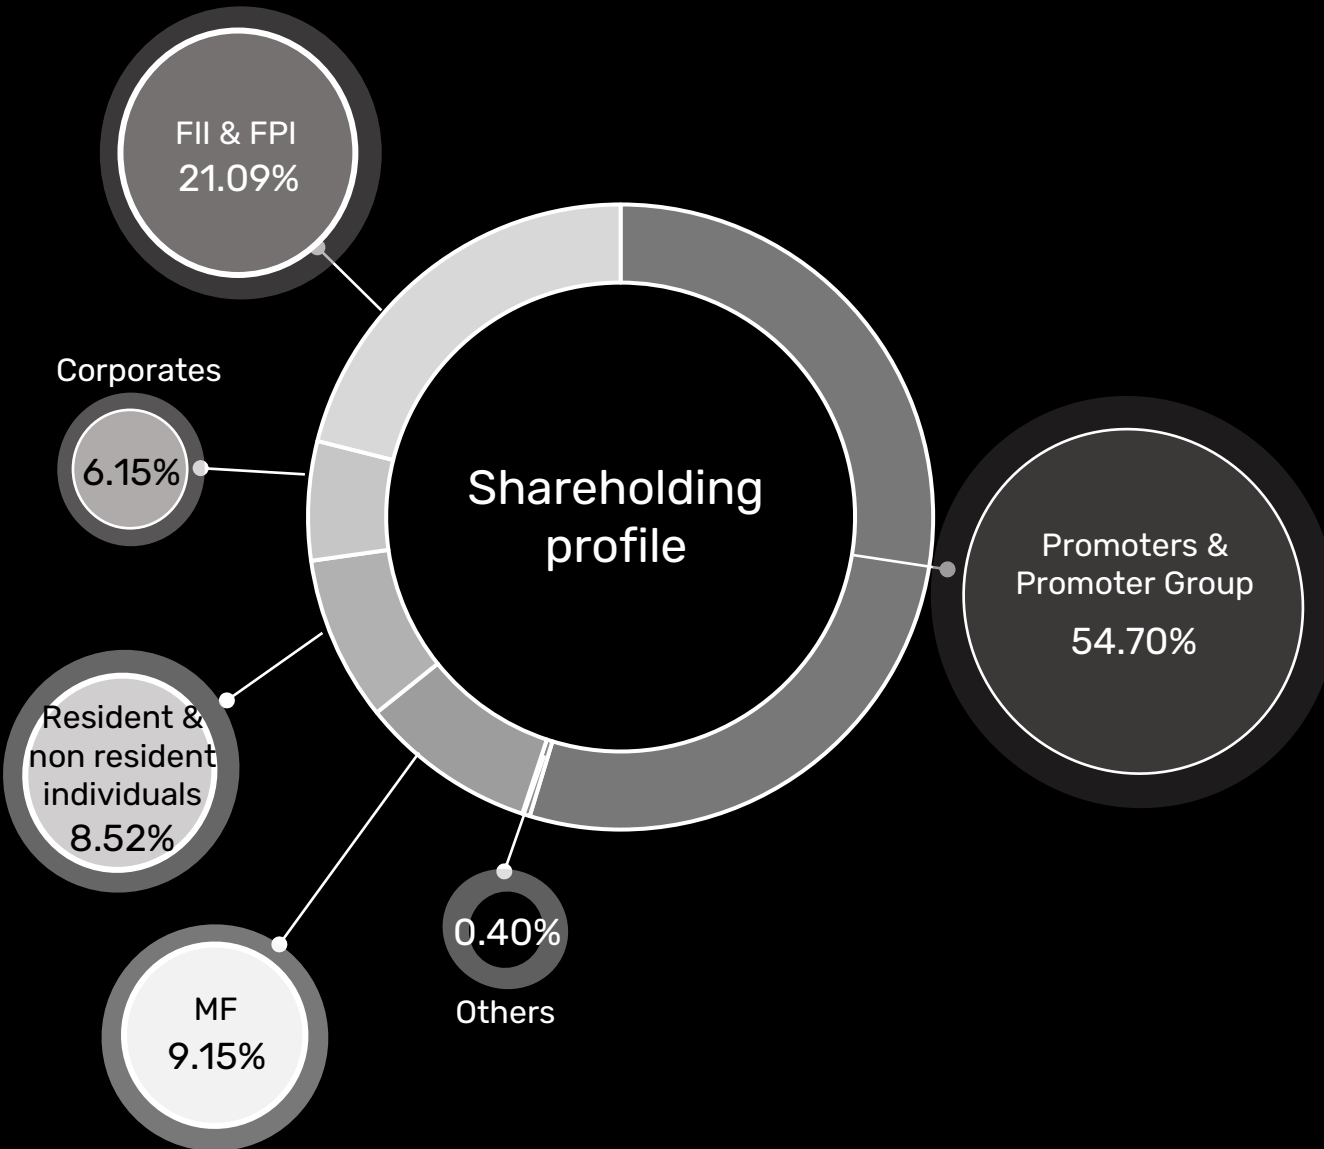 FII & FPI
21.09%
Corporates
6.15%
Shareholding
profile
Promoters &
Promoter Group
54.70%
Resident &
non resident
individuals
8.52%
MF
9.15%
0.40%
Others